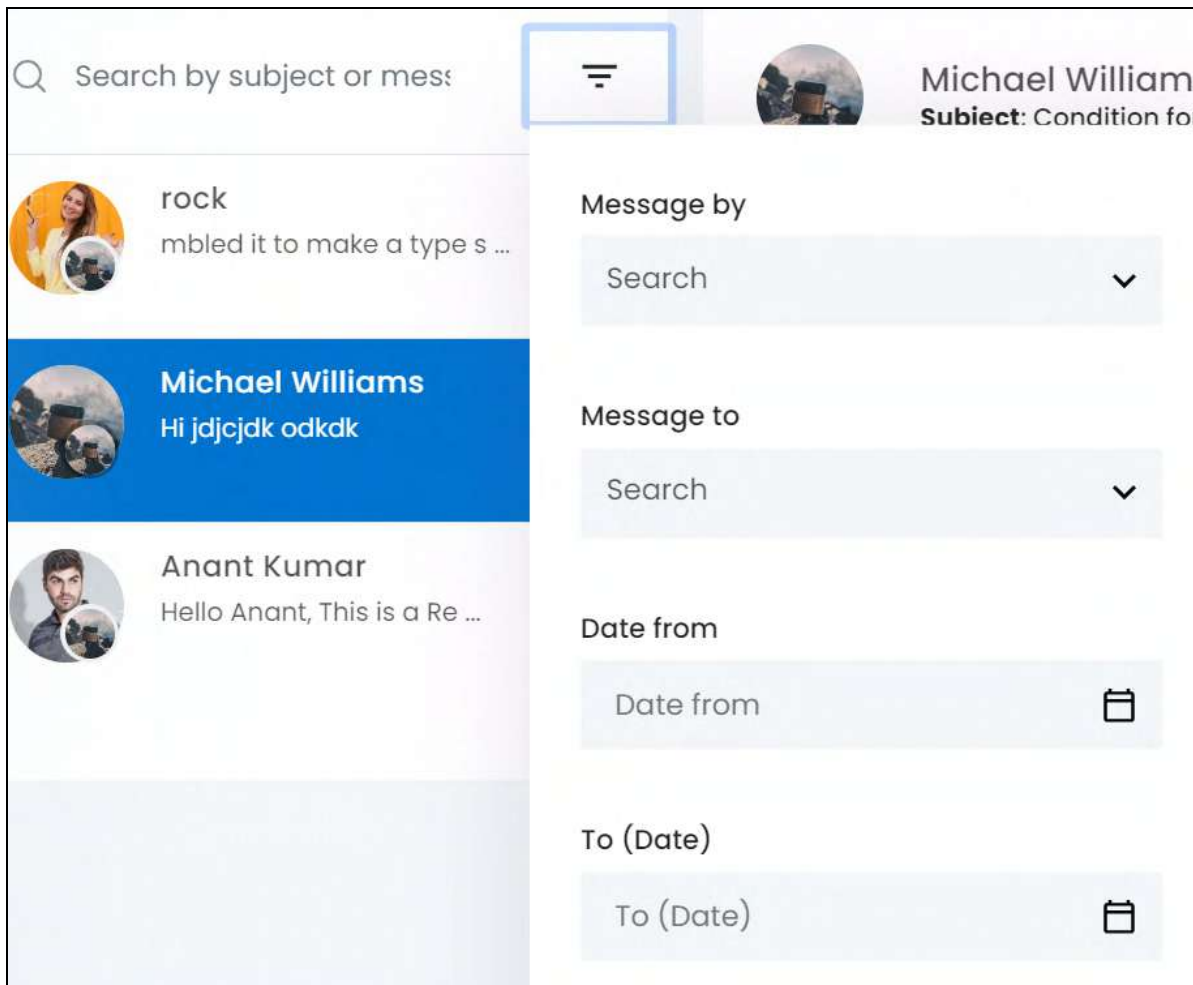 Search by subject or mess
Michael William
Subject: Condition fo
rock
mbled it to make a type s ...
Michael Williams
Hi jdjcjdk odkdk
Anant Kumar
Hello Anant, This is a Re ...
Message by
Search
Message to
Search
Date from
Date from
To (Date)
To (Date)